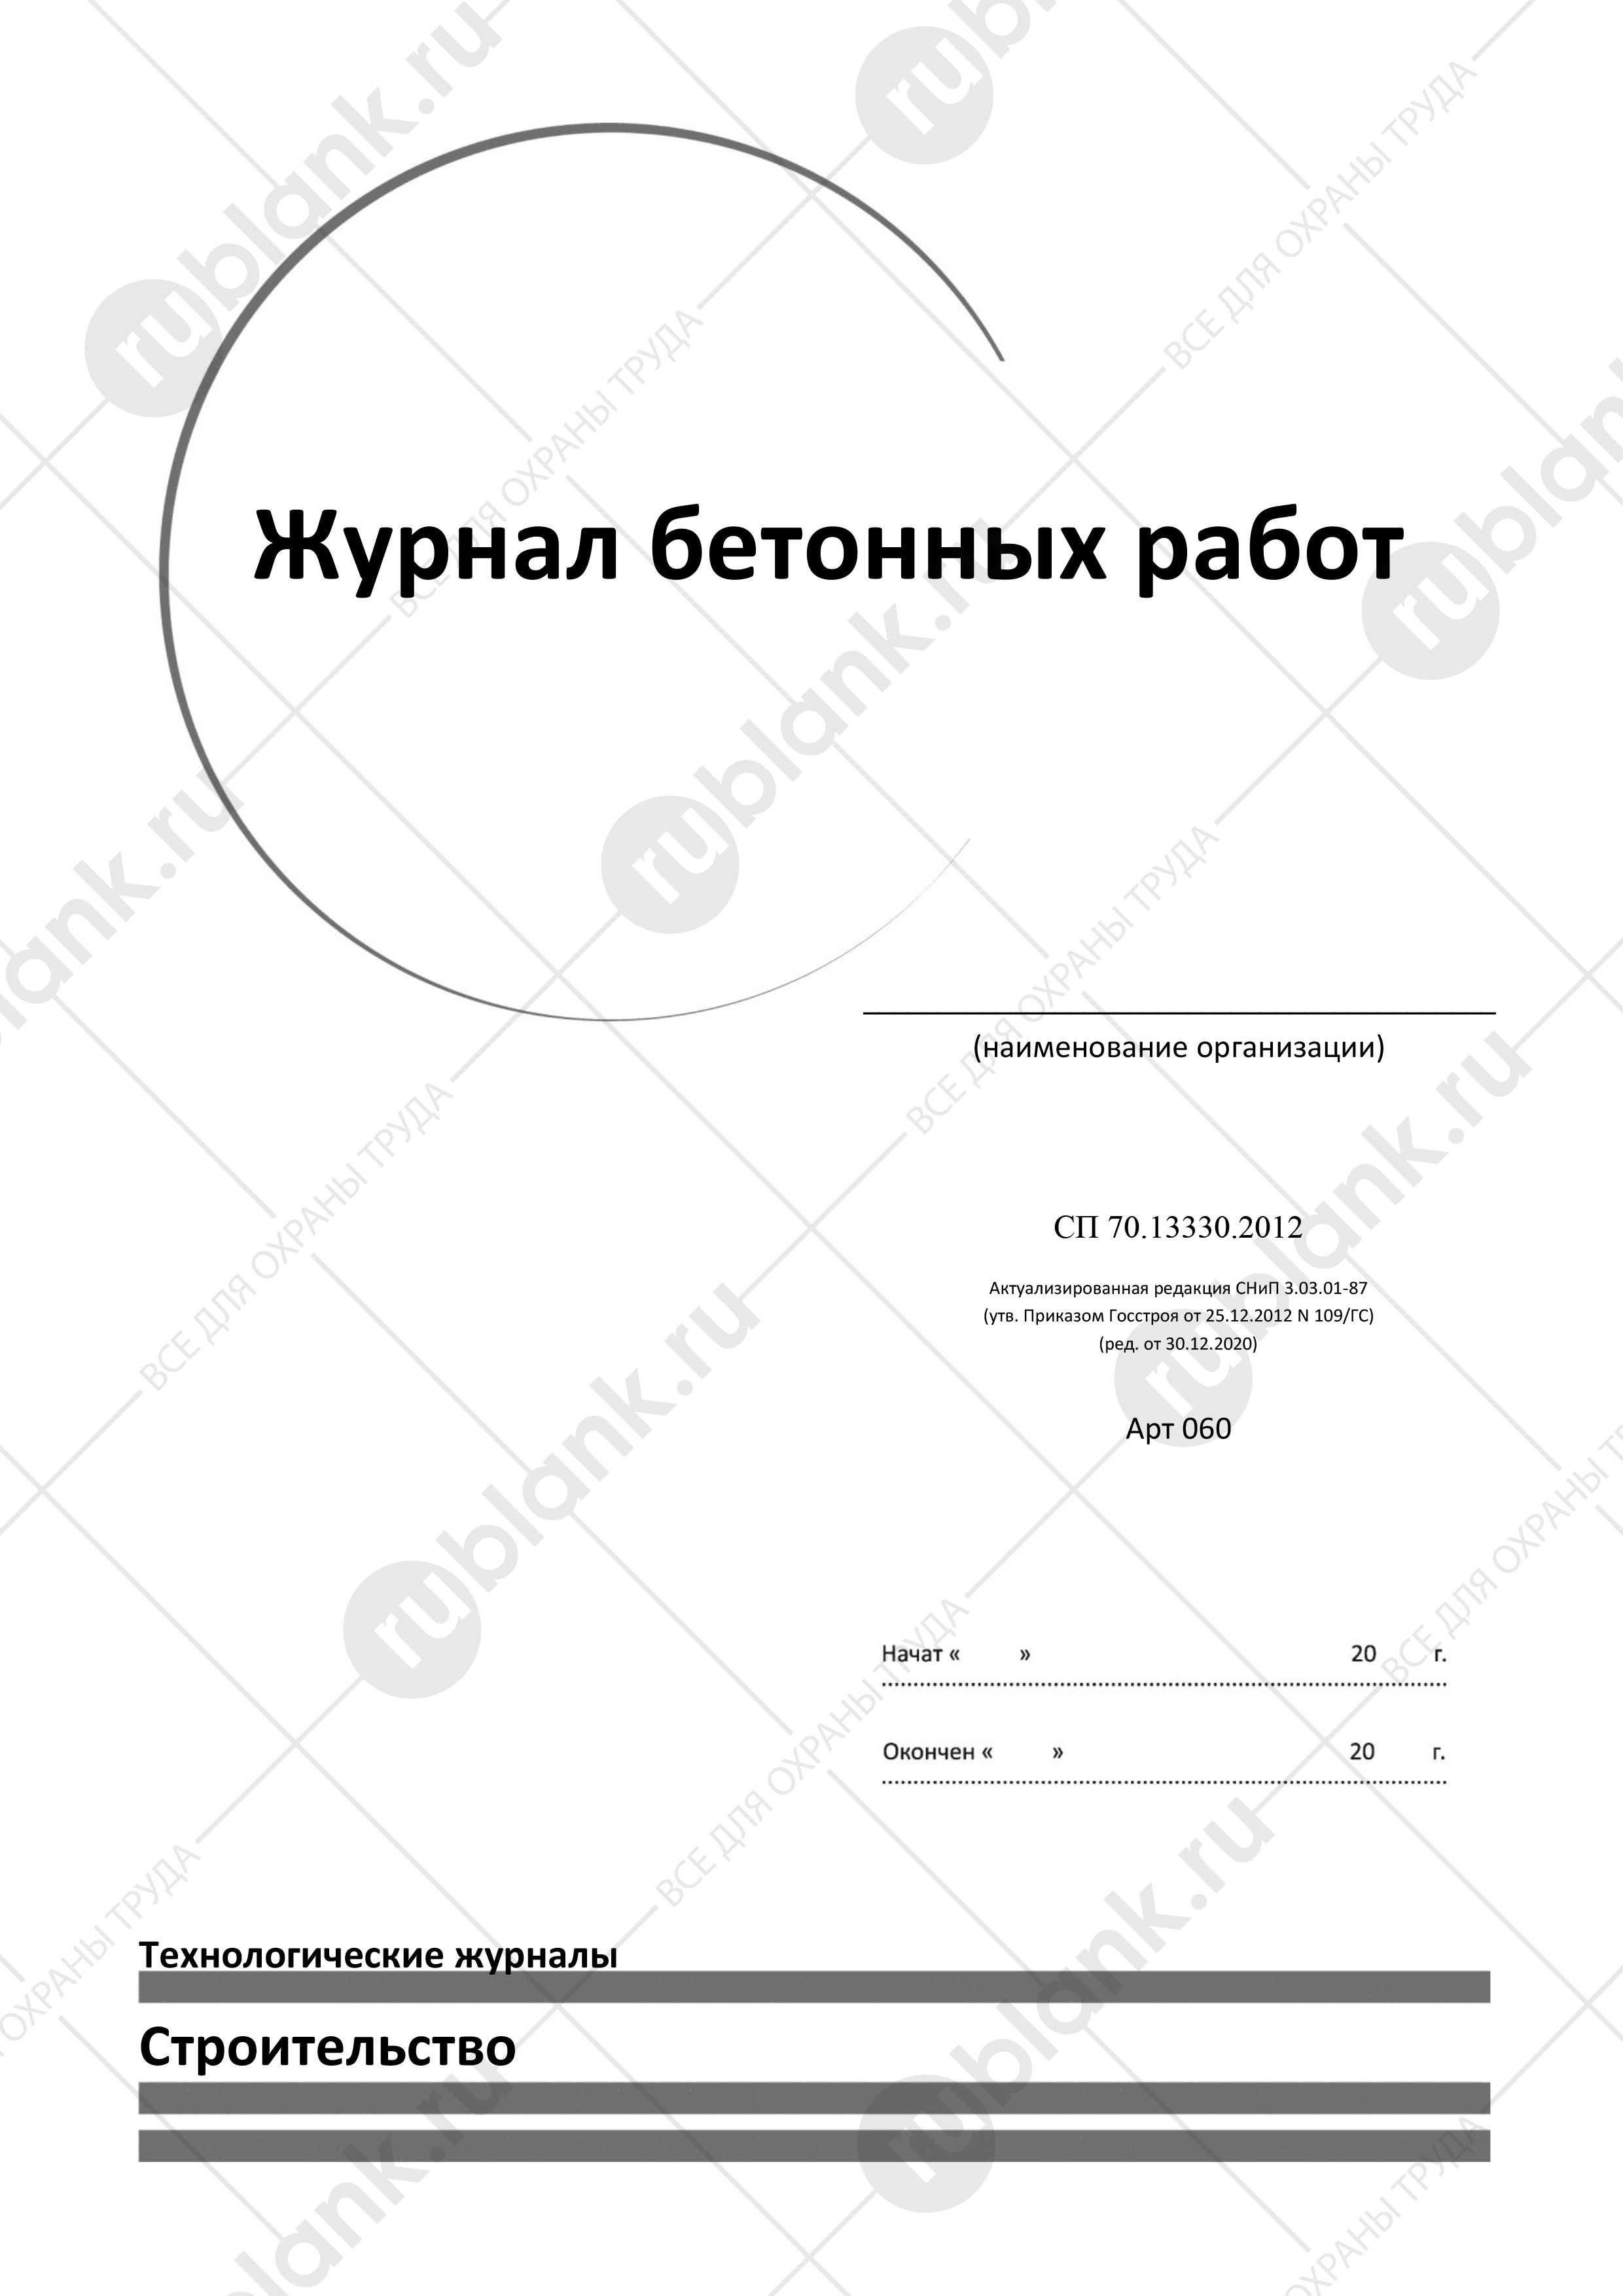 Журнал бетонных работ
(наименование организации)
СП 70.13330.2012
Актуализированная редакция СНиП 3.03.01-87
(утв. Приказом Госстроя от 25.12.2012 N 109/ГС)
(ред. от 30.12.2020)
Арт 060
Начат « » 20 г.
Окончен « » 20 г.
Технологические журналы
Строительство
rublank.ru
ВСЕ ДЛЯ ОХРАНЫ ТРУДА